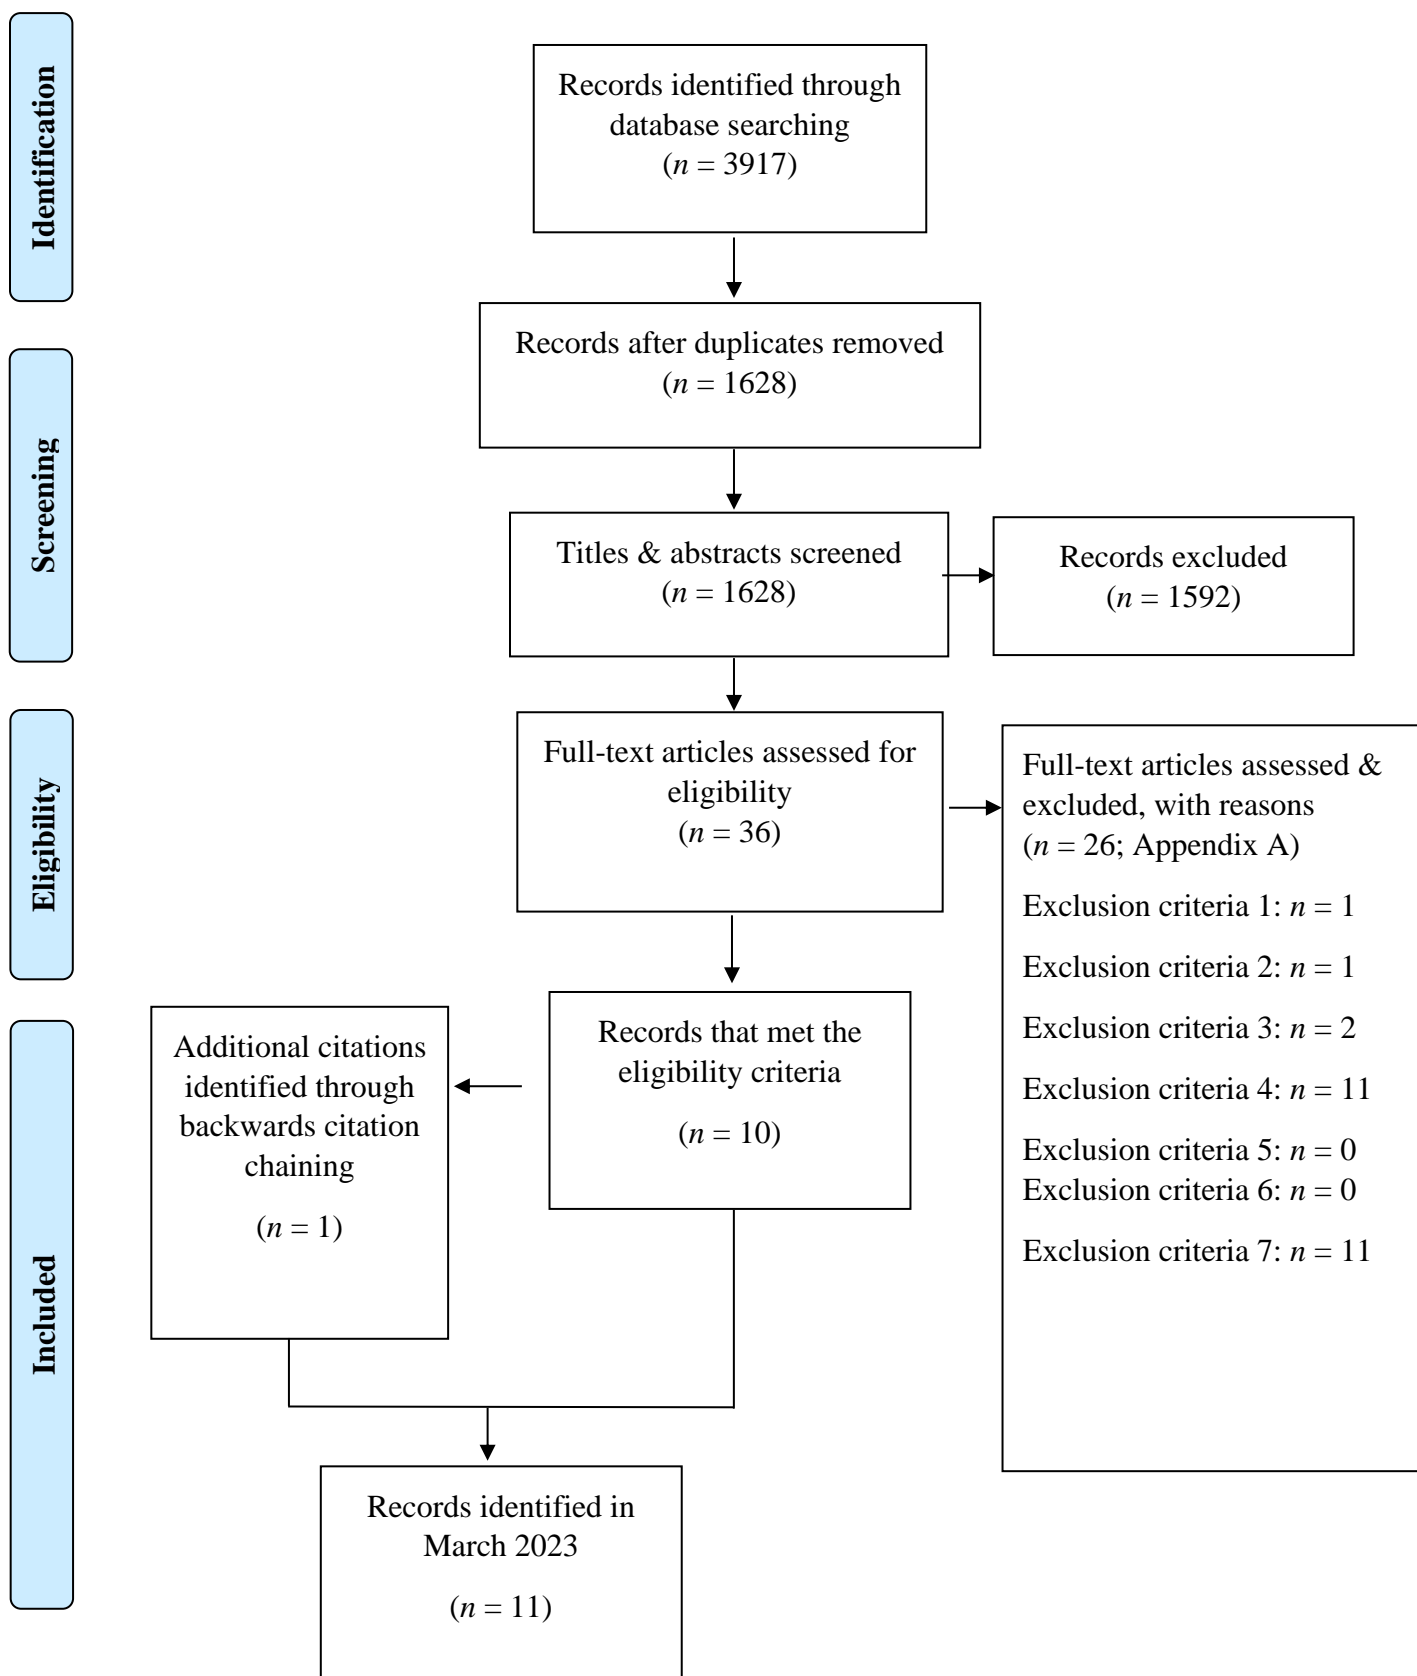 Identification
Records identified through
database searching
(n = 3917)
Records after duplicates removed
(n = 1628)
Screening
Titles & abstracts screened
(n = 1628)
Records excluded
(n = 1592)
Eligibility
Full-text articles assessed for
eligibility
(n = 36)
Full-text articles assessed &
excluded, with reasons
(n = 26; Appendix A)
Exclusion criteria 1: n = 1
Exclusion criteria 2: n = 1
Exclusion criteria 3: n = 2
Exclusion criteria 4: n = 11
Exclusion criteria 5: n = 0
Exclusion criteria 6: n = 0
Exclusion criteria 7: n = 11
Included
Additional citations
identified through
backwards citation
chaining
(n = 1)
Records that met the
eligibility criteria
(n = 10)
Records identified in
March 2023
(n = 11)